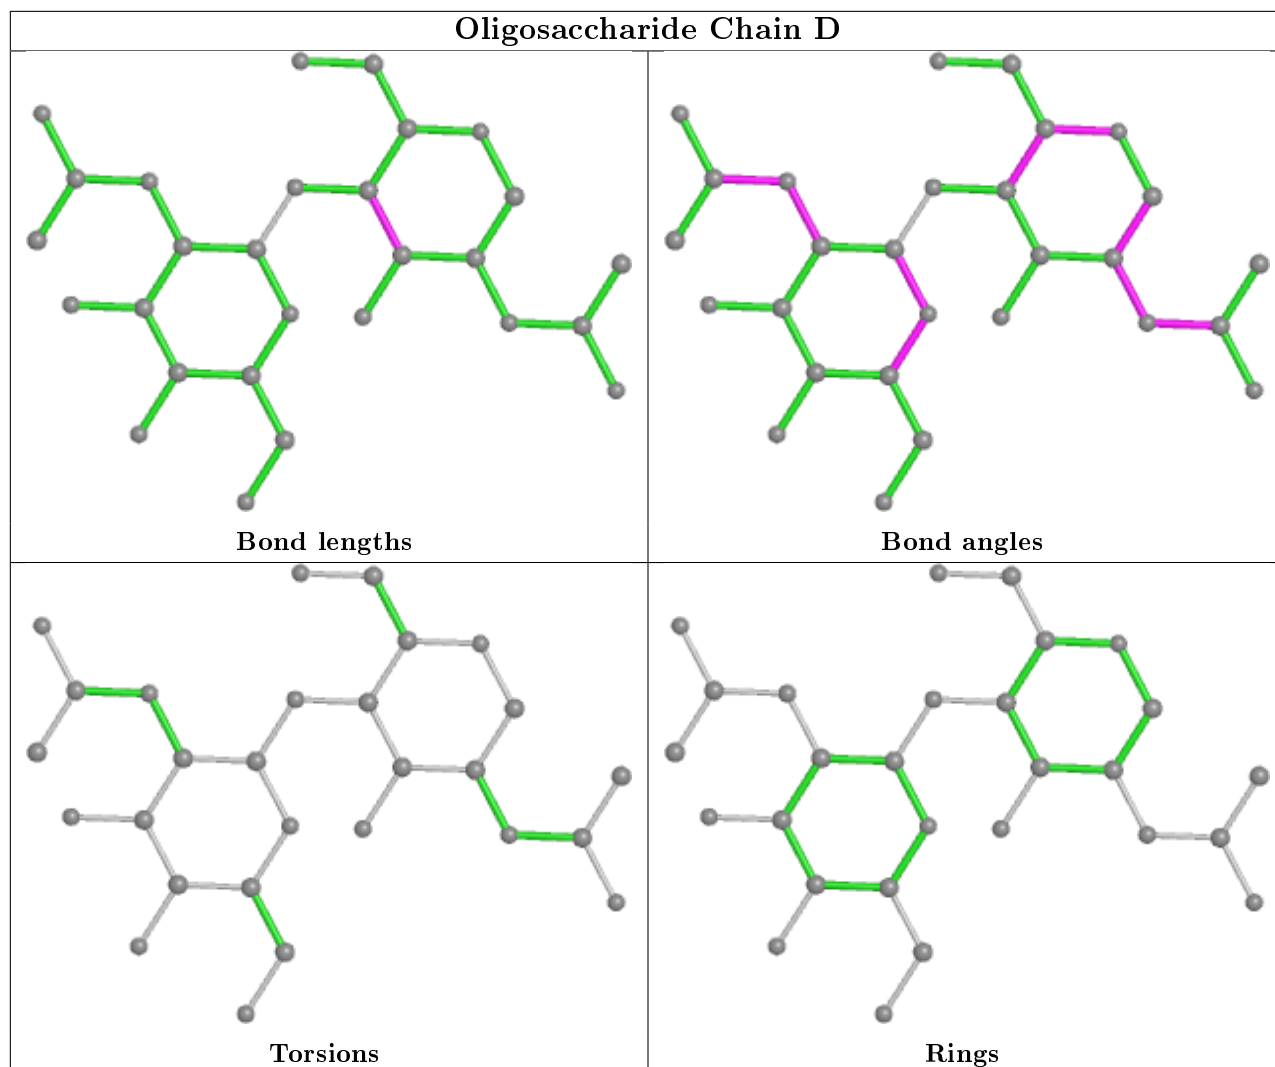 Oligosaccharide Chain D
Bond lengths
Bond angles
Torsions
Rings